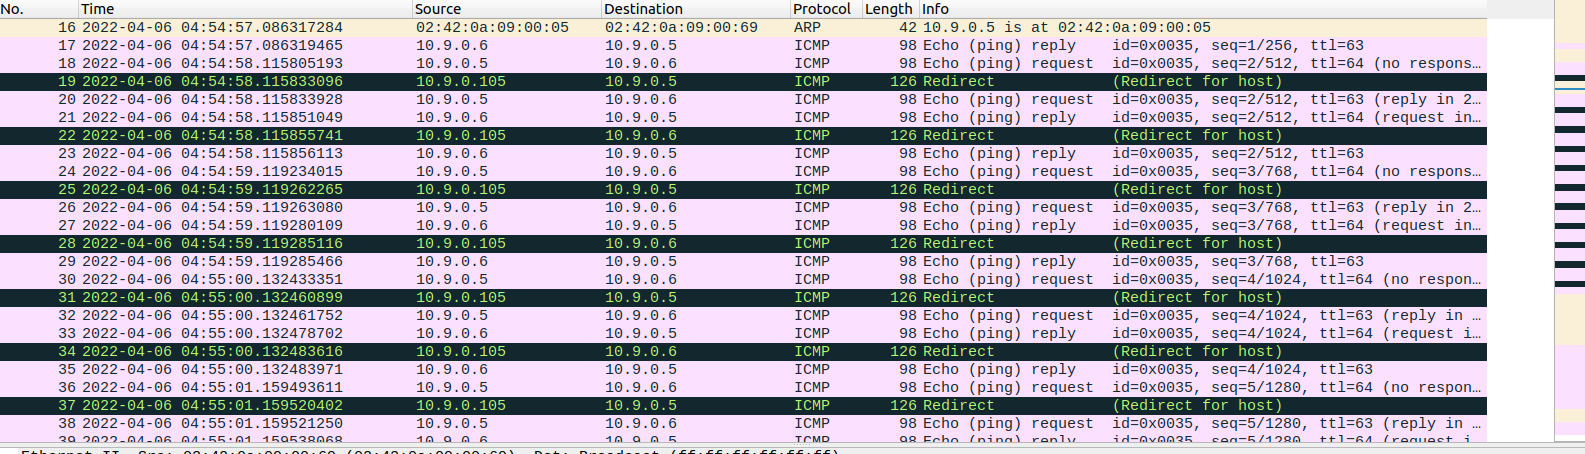 No. Time Source Destination Protocol Length Info
16 2022-04-06 04:54:57.086317284 02:42:0a:09:00:05 02:42:0a:09:00:69 ARP 42 10.9.0.5 is at 02:42:0a:09:00:05
17 2022-04-06 04:54:57.086319465 10.9.0.6 10.9.0.5 ICMP 98 Echo (ping) reply id=0x0035, seq=1/256, ttl=63
18 2022-04-06 04:54:58.115805193 10.9.0.5 10.9.0.6 ICMP 98 Echo (ping) request id=0x0035, seq=2/512, ttl=64 (no respons…
19 2022-04-06 04:54:58.115833096 10.9.0.105 10.9.0.5 ICMP 126 Redirect (Redirect for host)
20 2022-04-06 04:54:58.115833928 10.9.0.5 10.9.0.6 ICMP 98 Echo (ping) request id=0x0035, seq=2/512, ttl=63 (reply in 2…
21 2022-04-06 04:54:58.115851049 10.9.0.6 10.9.0.5 ICMP 98 Echo (ping) reply id=0x0035, seq=2/512, ttl=64 (request in…
22 2022-04-06 04:54:58.115855741 10.9.0.105 10.9.0.6 ICMP 126 Redirect (Redirect for host)
23 2022-04-06 04:54:58.115856113 10.9.0.6 10.9.0.5 ICMP 98 Echo (ping) reply id=0x0035, seq=2/512, ttl=63
24 2022-04-06 04:54:59.119234015 10.9.0.5 10.9.0.6 ICMP 98 Echo (ping) request id=0x0035, seq=3/768, ttl=64 (no respons…
25 2022-04-06 04:54:59.119262265 10.9.0.105 10.9.0.5 ICMP 126 Redirect (Redirect for host)
26 2022-04-06 04:54:59.119263080 10.9.0.5 10.9.0.6 ICMP 98 Echo (ping) request id=0x0035, seq=3/768, ttl=63 (reply in 2…
27 2022-04-06 04:54:59.119280109 10.9.0.6 10.9.0.5 ICMP 98 Echo (ping) reply id=0x0035, seq=3/768, ttl=64 (request in…
28 2022-04-06 04:54:59.119285116 10.9.0.105 10.9.0.6 ICMP 126 Redirect (Redirect for host)
29 2022-04-06 04:54:59.119285466 10.9.0.6 10.9.0.5 ICMP 98 Echo (ping) reply id=0x0035, seq=3/768, ttl=63
30 2022-04-06 04:55:00.132433351 10.9.0.5 10.9.0.6 ICMP 98 Echo (ping) request id=0x0035, seq=4/1024, ttl=64 (no respon…
31 2022-04-06 04:55:00.132460899 10.9.0.105 10.9.0.5 ICMP 126 Redirect (Redirect for host)
32 2022-04-06 04:55:00.132461752 10.9.0.5 10.9.0.6 ICMP 98 Echo (ping) request id=0x0035, seq=4/1024, ttl=63 (reply in …
33 2022-04-06 04:55:00.132478702 10.9.0.6 10.9.0.5 ICMP 98 Echo (ping) reply id=0x0035, seq=4/1024, ttl=64 (request i…
34 2022-04-06 04:55:00.132483616 10.9.0.105 10.9.0.6 ICMP 126 Redirect (Redirect for host)
35 2022-04-06 04:55:00.132483971 10.9.0.6 10.9.0.5 ICMP 98 Echo (ping) reply id=0x0035, seq=4/1024, ttl=63
36 2022-04-06 04:55:01.159493611 10.9.0.5 10.9.0.6 ICMP 98 Echo (ping) request id=0x0035, seq=5/1280, ttl=64 (no respon…
37 2022-04-06 04:55:01.159520402 10.9.0.105 10.9.0.5 ICMP 126 Redirect (Redirect for host)
38 2022-04-06 04:55:01.159521250 10.9.0.5 10.9.0.6 ICMP 98 Echo (ping) request id=0x0035, seq=5/1280, ttl=63 (reply in …
39 2022-04-06 04:55:01.159538068 10.9.0.6 10.9.0.5 ICMP 98 Echo (ping) reply id=0x0035, seq=5/1280, ttl=64 (request i…